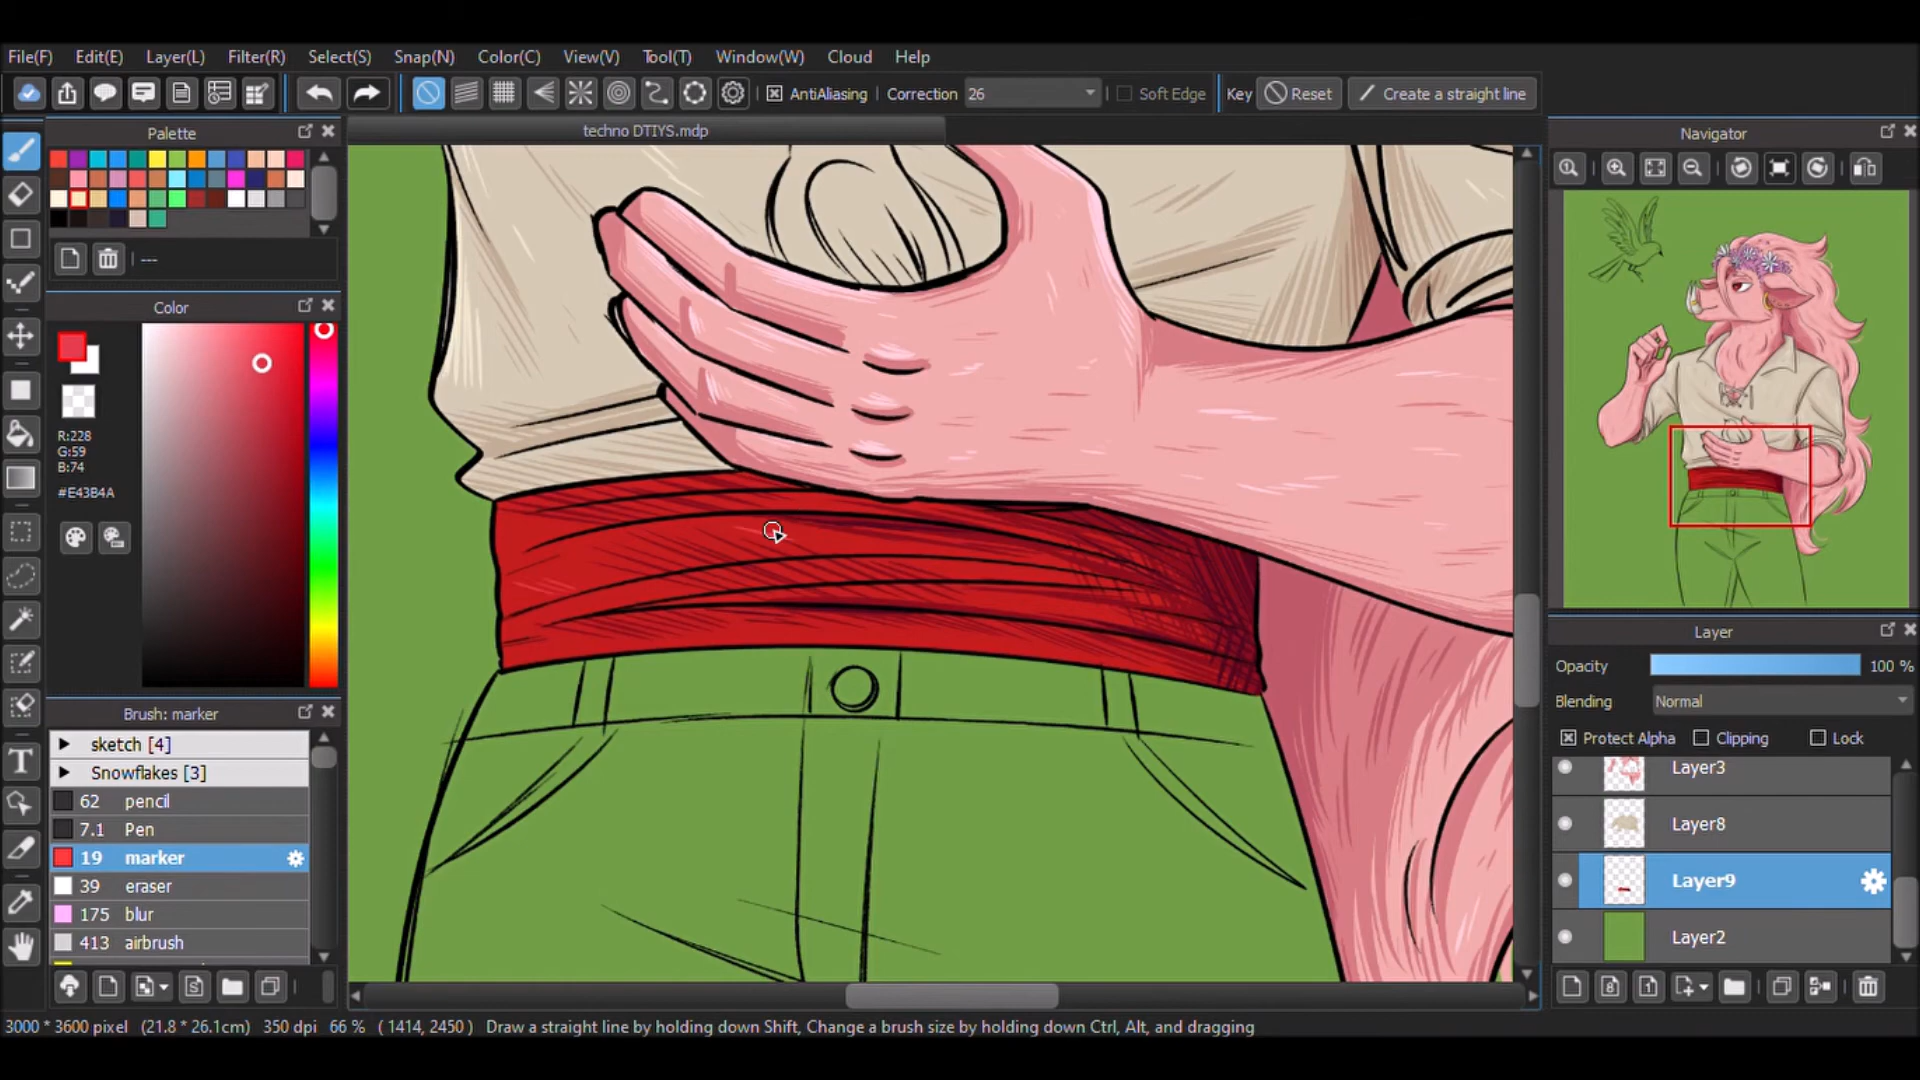 File(F) Edit(E) Layer(L) Filter(R) Select(S) Snap(N) Color(C) View(V) Tool(T) Window(W) Cloud Help
AntiAliasing Correction 26 Soft Edge Key Reset Create a straight line
Palette
techno DTIYS.mdp
Navigator
---
Color
R:228
G:59
B:74
#E43B4A
Brush: marker
sketch [4]
Snowflakes [3]
62 pencil
7.1 Pen
19 marker
39 eraser
175 blur
413 airbrush
Layer
Opacity 100 %
Blending Normal
Protect Alpha Clipping Lock
Layer3
Layer8
Layer9
Layer2
3000 * 3600 pixel (21.8 * 26.1cm) 350 dpi 66 % ( 1414, 2450 ) Draw a straight line by holding down Shift, Change a brush size by holding down Ctrl, Alt, and dragging